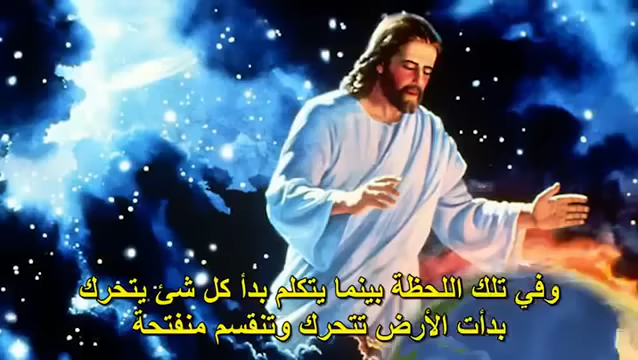 وفي تلك اللحظة بينما يتكلم بدأ كل شئ يتحرك
بدأت الأرض تتحرك وتنقسم منفتحة